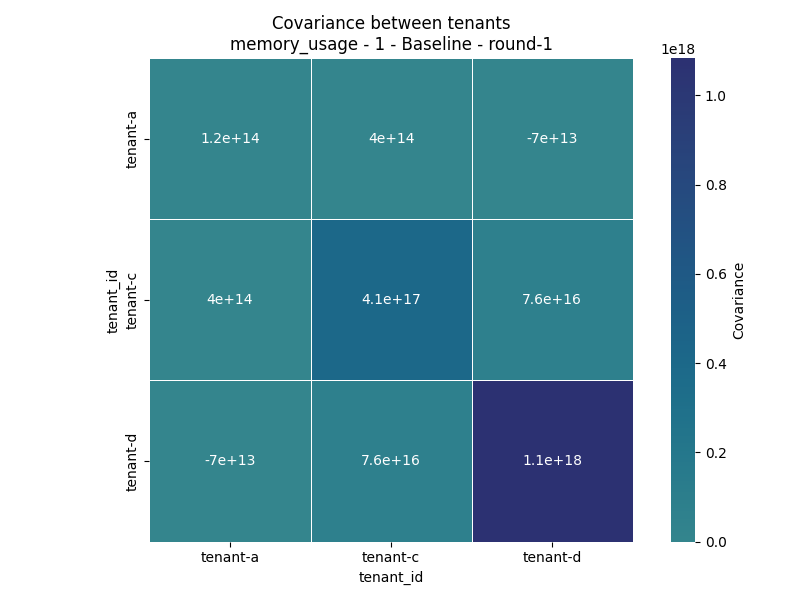 Covariance between tenants
memory_usage - 1 - Baseline - round-1
1e18
tenant-a
1.2e+14
4e+14
-7e+13
tenant_id
tenant-c
4e+14
4.1e+17
7.6e+16
tenant-d
-7e+13
7.6e+16
1.1e+18
tenant-a
tenant-c
tenant-d
tenant_id
1.0
0.8
0.6
0.4
0.2
0.0
Covariance